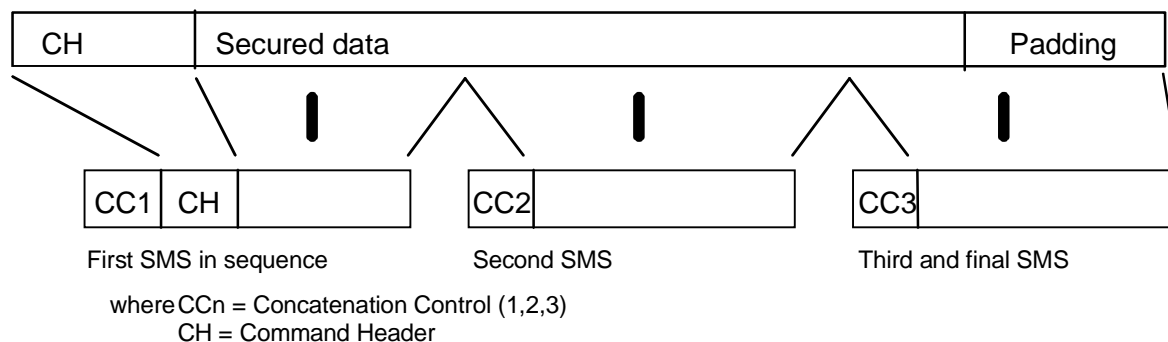 CH Secured data Padding
CC1 CH CC2 CC3
First SMS in sequence Second SMS Third and final SMS
where CCn = Concatenation Control (1,2,3)
CH = Command Header